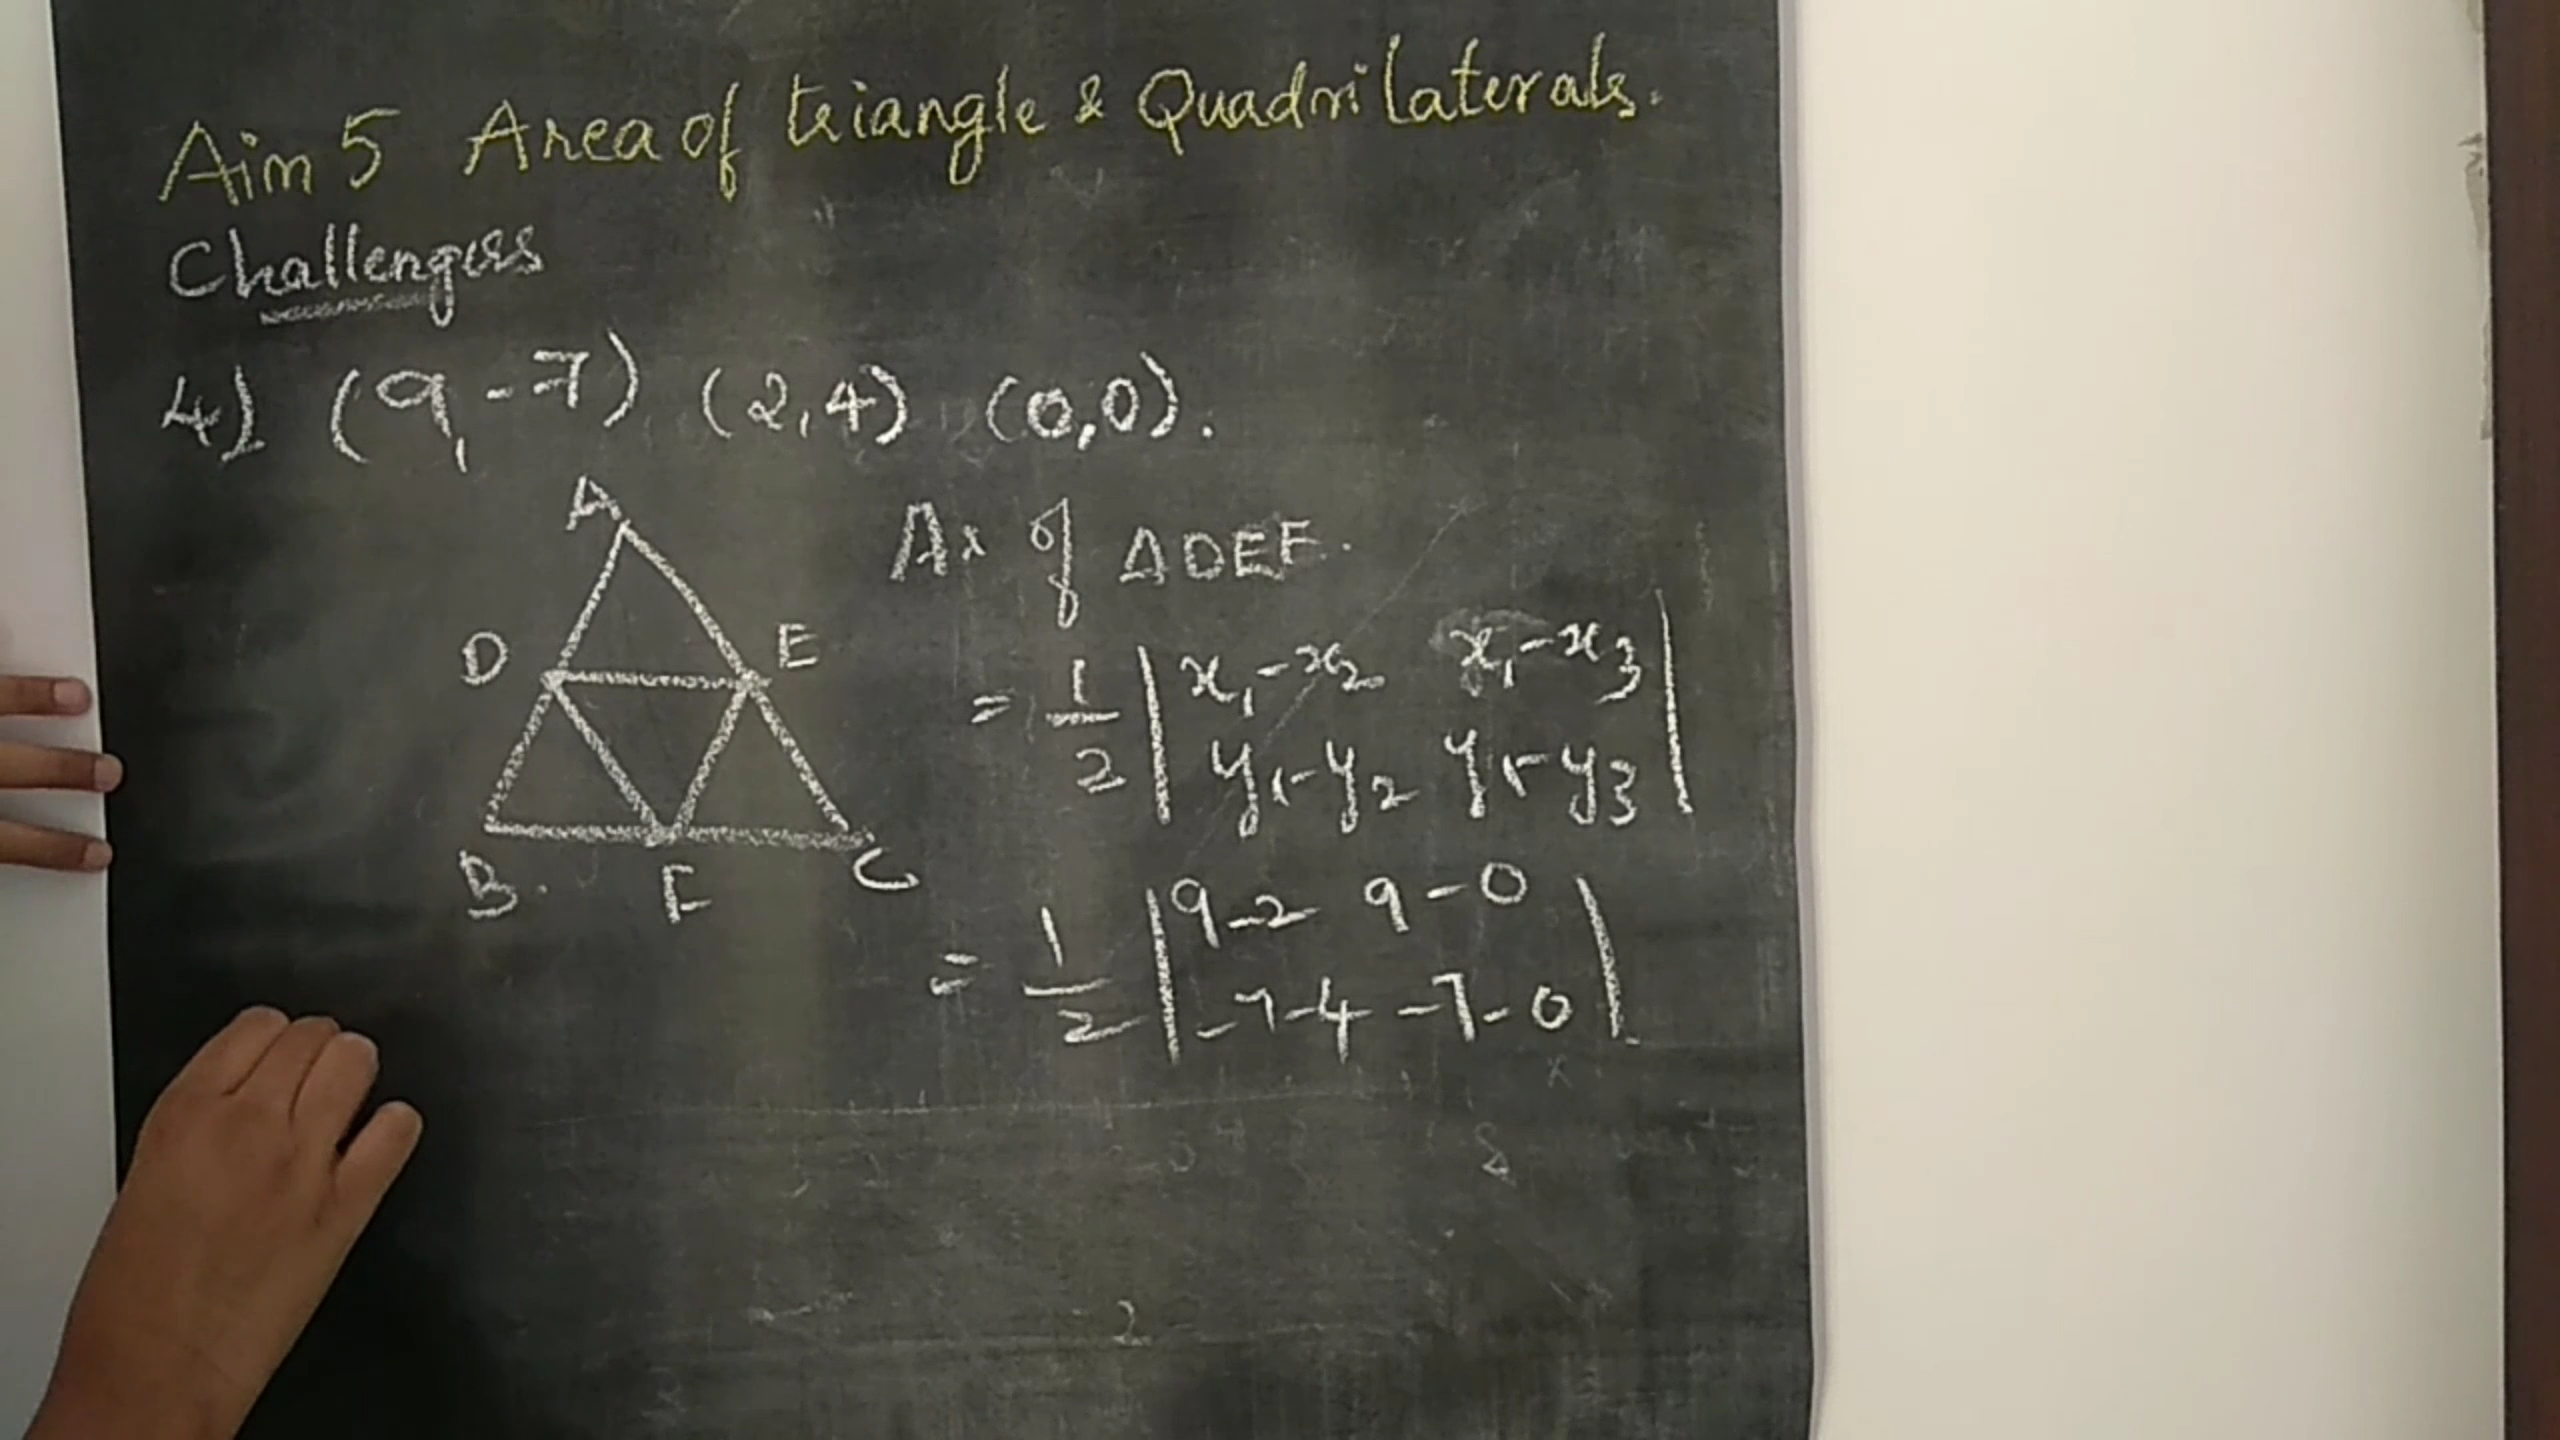 Aim 5 Area of triangle & Quadrilaterals.
Challengers
4) (9,-7) (2,4) (0,0).
A
D E
B. F C
Ar of ΔDEF.
= 1/2 | x₁-x₂ x₁-x₃ |
| y₁-y₂ y₁-y₃ |
= 1/2 | 9-2 9-0 |
| -7-4 -7-0 |.